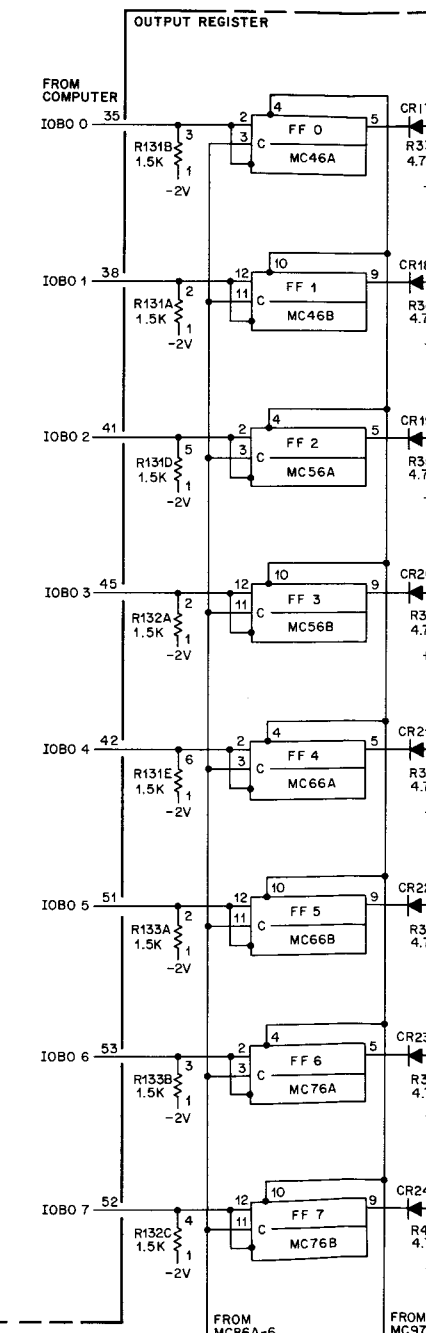 OUTPUT REGISTER
FROM
COMPUTER
35
IOBO 0
4
2
3
C
FF 0
MC46A
5
R131B
1.5K
3
1
-2V
38
IOBO 1
10
12
11
C
FF 1
MC46B
9
R131A
1.5K
2
1
-2V
41
IOBO 2
4
2
3
C
FF 2
MC56A
5
R131D
1.5K
5
1
-2V
45
IOBO 3
10
12
11
C
FF 3
MC56B
9
R132A
1.5K
2
1
-2V
42
IOBO 4
4
2
3
C
FF 4
MC66A
5
R131E
1.5K
6
1
-2V
51
IOBO 5
10
12
11
C
FF 5
MC66B
9
CR22
R133A
1.5K
2
1
-2V
53
IOBO 6
4
2
3
C
FF 6
MC76A
5
CR23
R133B
1.5K
3
1
-2V
52
IOBO 7
10
12
11
C
FF 7
MC76B
9
CR24
R132C
1.5K
4
1
-2V
FROM
FROM